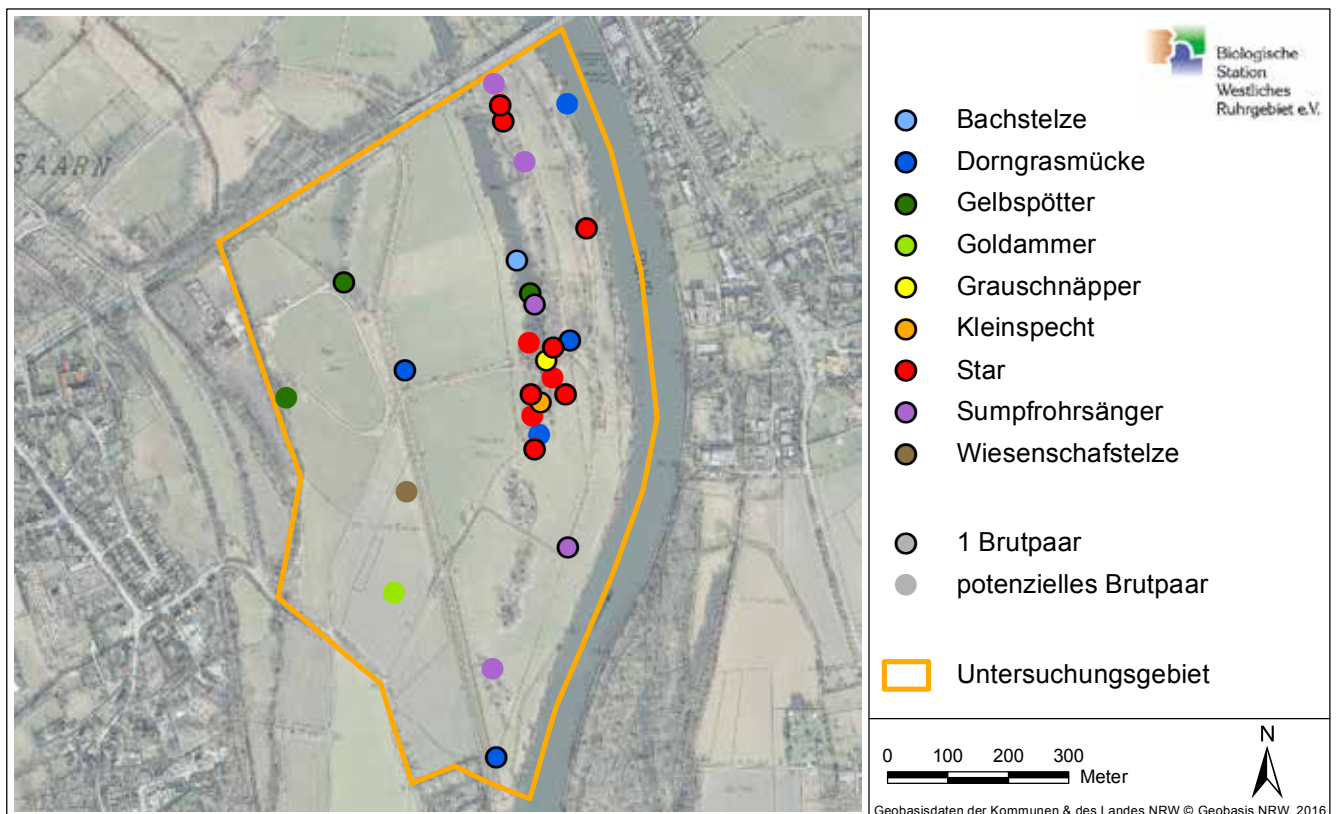 SAARN
Biologische
Station
Westliches
Ruhrgebiet e.V.
Bachstelze
Dorngrasmücke
Gelbspötter
Goldammer
Grauschnäpper
Kleinspecht
Star
Sumpfrohrsänger
Wiesenschafstelze
1 Brutpaar
potenzielles Brutpaar
Untersuchungsgebiet
N
0 100 200 300
Meter
Geobasisdaten der Kommunen & des Landes NRW © Geobasis NRW, 2016